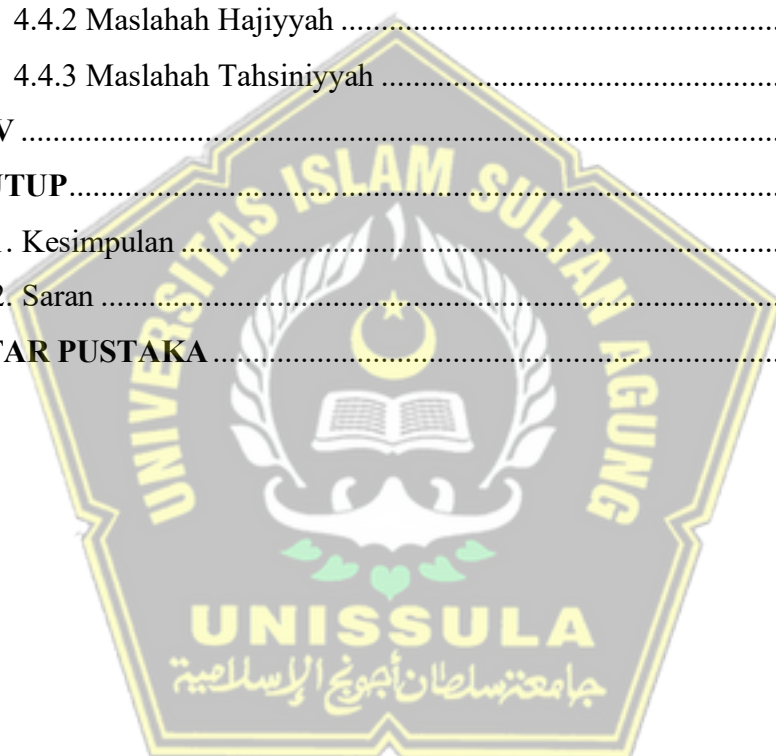 4.4.2 Maslahah Hajiyyah ......................................................
4.4.3 Maslahah Tahsiniyyah ................................................
V ...............................................................................................
UTUP.........................................................................................
. Kesimpulan ...........................................................................
. Saran ......................................................................................
TAR PUSTAKA .......................................................................
UNIVERSITAS ISLAM SULTAN AGUNG
UNISSULA
جامعة سلطان أجونج الإسلامية